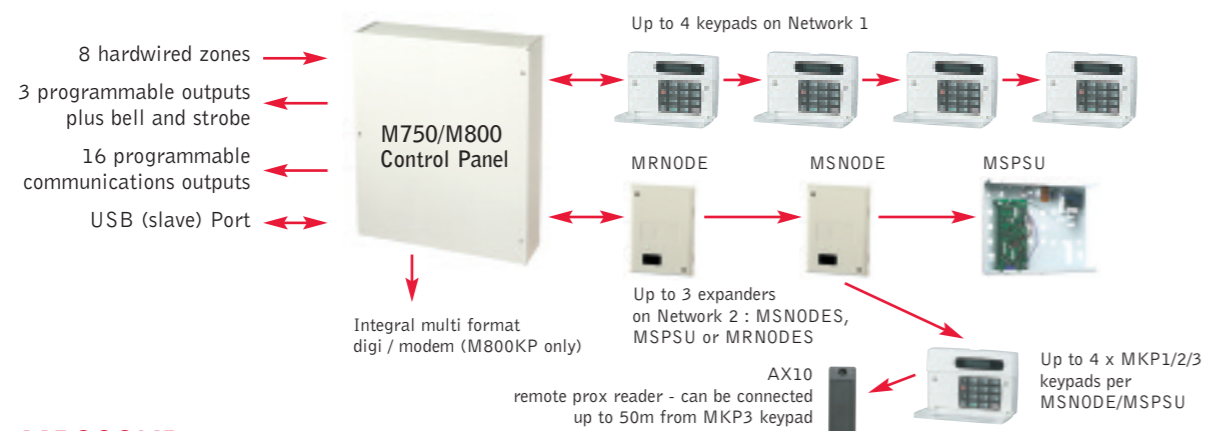 Up to 4 keypads on Network 1
8 hardwired zones
3 programmable outputs
plus bell and strobe
16 programmable
communications outputs
USB (slave) Port
M750/M800
Control Panel
MRNODE
MSNODE
MSPSU
Integral multi format
digi / modem (M800KP only)
Up to 3 expanders
on Network 2 : MSNODES,
MSPSU or MRNODES
AX10
remote prox reader - can be connected
up to 50m from MKP3 keypad
Up to 4 x MKP1/2/3
keypads per
MSNODE/MSPSU